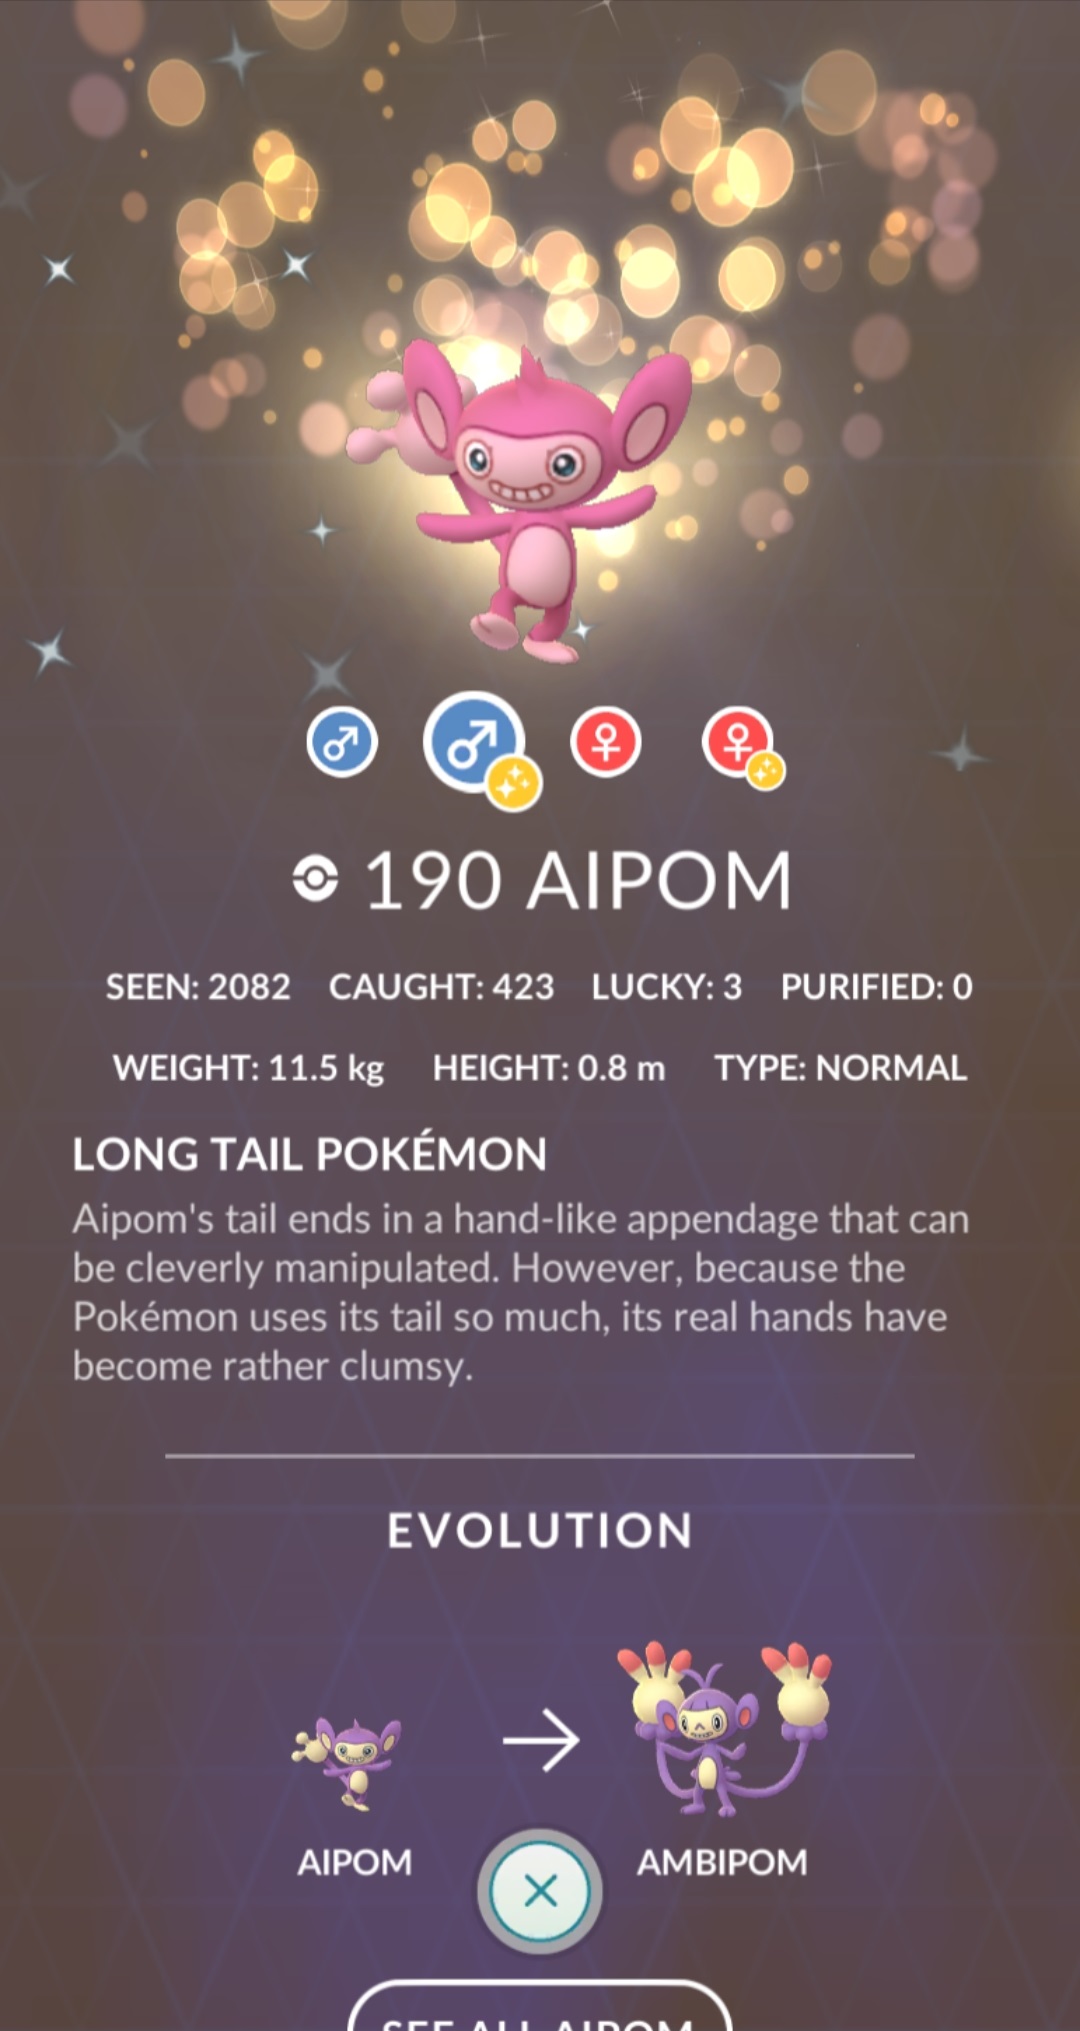 190 AIPOM
SEEN: 2082 CAUGHT: 423 LUCKY: 3 PURIFIED: 0
WEIGHT: 11.5 kg HEIGHT: 0.8 m TYPE: NORMAL
LONG TAIL POKÉMON
Aipom's tail ends in a hand-like appendage that can
be cleverly manipulated. However, because the
Pokémon uses its tail so much, its real hands have
become rather clumsy.
EVOLUTION
AIPOM AMBIPOM
SEE ALL AIPOM